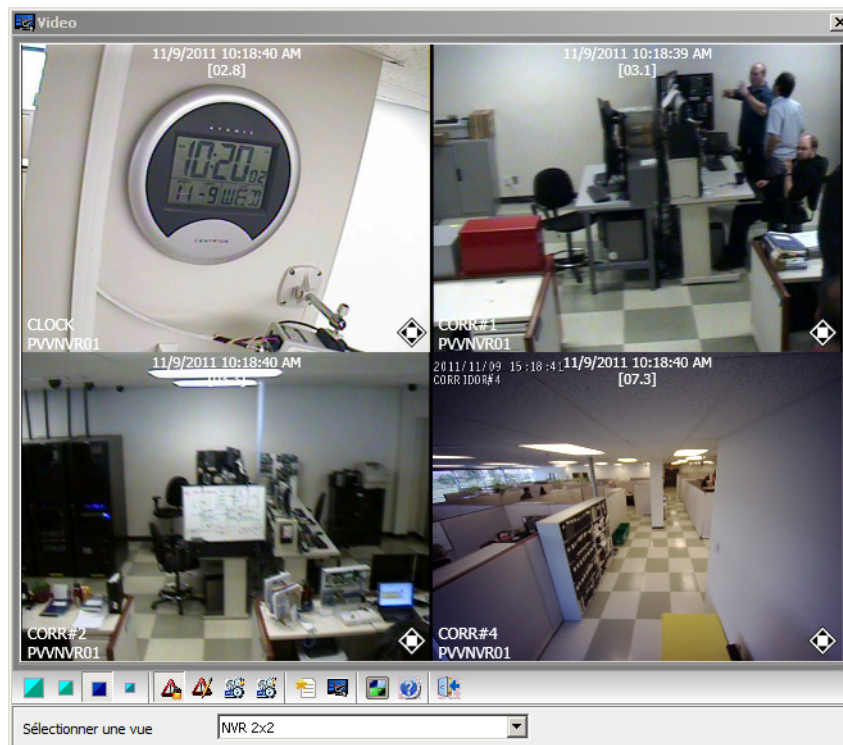 Video
11/9/2011 10:18:40 AM
[02.8]
10:20 02
11-9 WED
CLOCK
PVVNVR01
11/9/2011 10:18:39 AM
[03.1]
CORR#1
PVVNVR01
11/9/2011 10:18:40 AM
CORR#2
PVVNVR01
2011/11/09 15:18:41
CORRIDOR#4
11/9/2011 10:18:40 AM
[07.3]
CORR#4
PVVNVR01
Sélectionner une vue
NVR 2x2